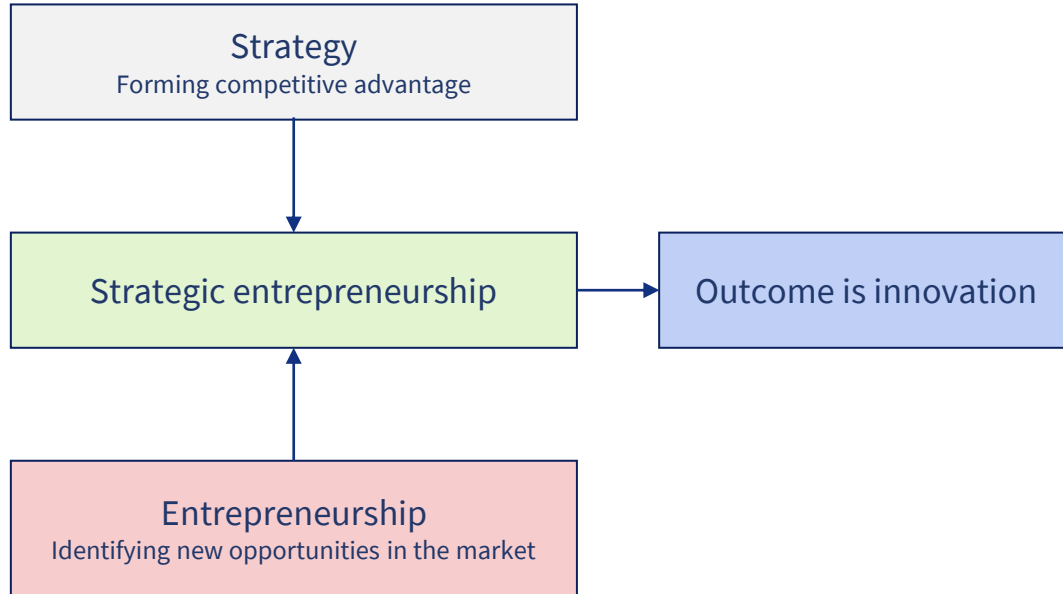 Strategy
Forming competitive advantage
Strategic entrepreneurship
Outcome is innovation
Entrepreneurship
Identifying new opportunities in the market